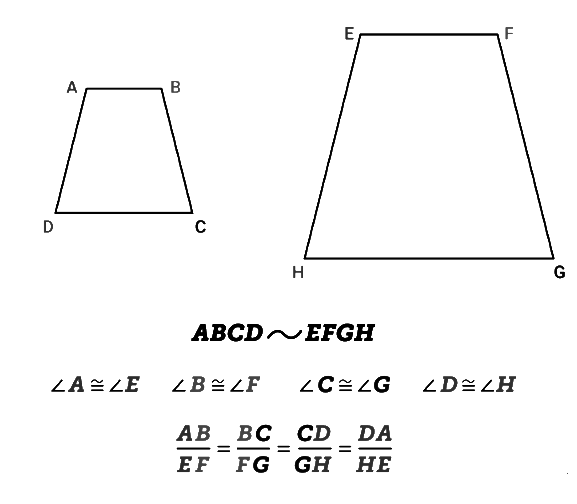 E F
A B
D C
H G
ABCD ~ EFGH
∠A ≅ ∠E ∠B ≅ ∠F ∠C ≅ ∠G ∠D ≅ ∠H
AB/EF = BC/FG = CD/GH = DA/HE